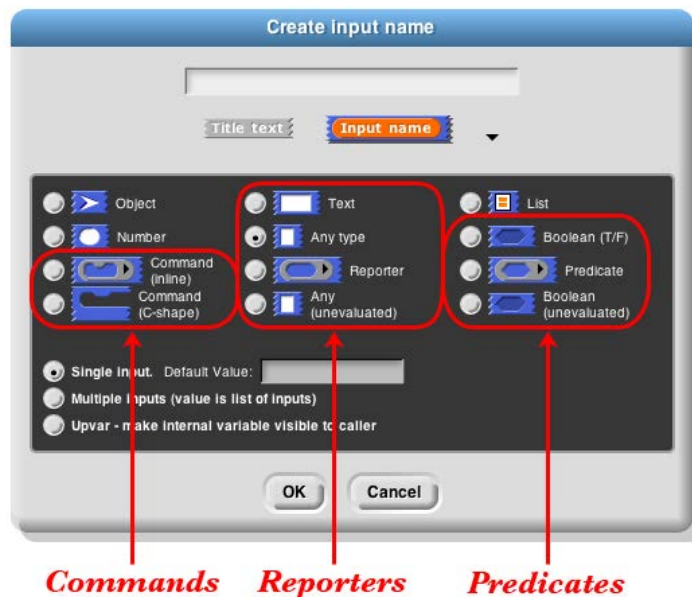 Create input name
Title text
Input name
Object
Text
List
Number
Any type
Boolean (T/F)
Command
(inline)
Reporter
Predicate
Command
(C-shape)
Any
(unevaluated)
Boolean
(unevaluated)
Single input. Default Value:
Multiple inputs (value is list of inputs)
Upvar - make internal variable visible to caller
OK
Cancel
Commands
Reporters
Predicates